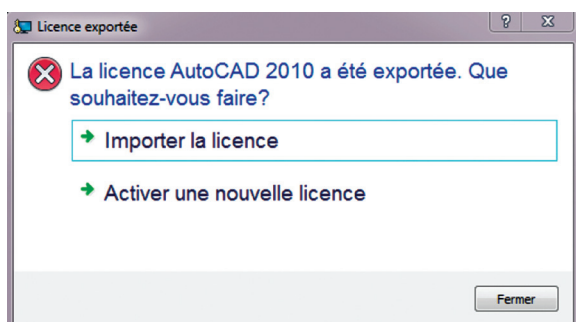 Licence exportée
La licence AutoCAD 2010 a été exportée. Que
souhaitez-vous faire?
Importer la licence
Activer une nouvelle licence
Fermer